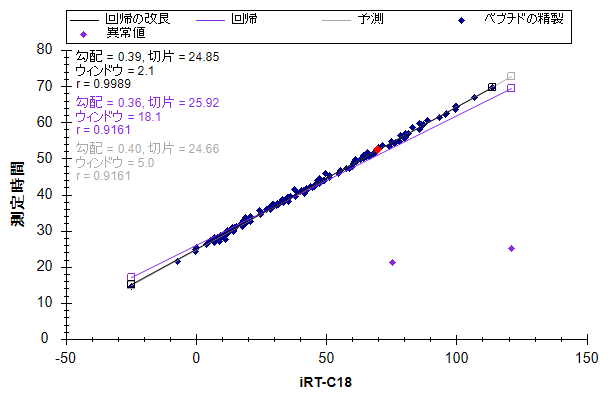 回帰の改良 回帰 予測 ペプチドの精製
異常値
勾配 = 0.39, 切片 = 24.85
ウィンドウ = 2.1
r = 0.9989
勾配 = 0.36, 切片 = 25.92
ウィンドウ = 18.1
r = 0.9161
勾配 = 0.40, 切片 = 24.66
ウィンドウ = 5.0
r = 0.9161
測定時間
80
70
60
50
40
30
20
10
0
-50 0 50 100 150
iRT-C18